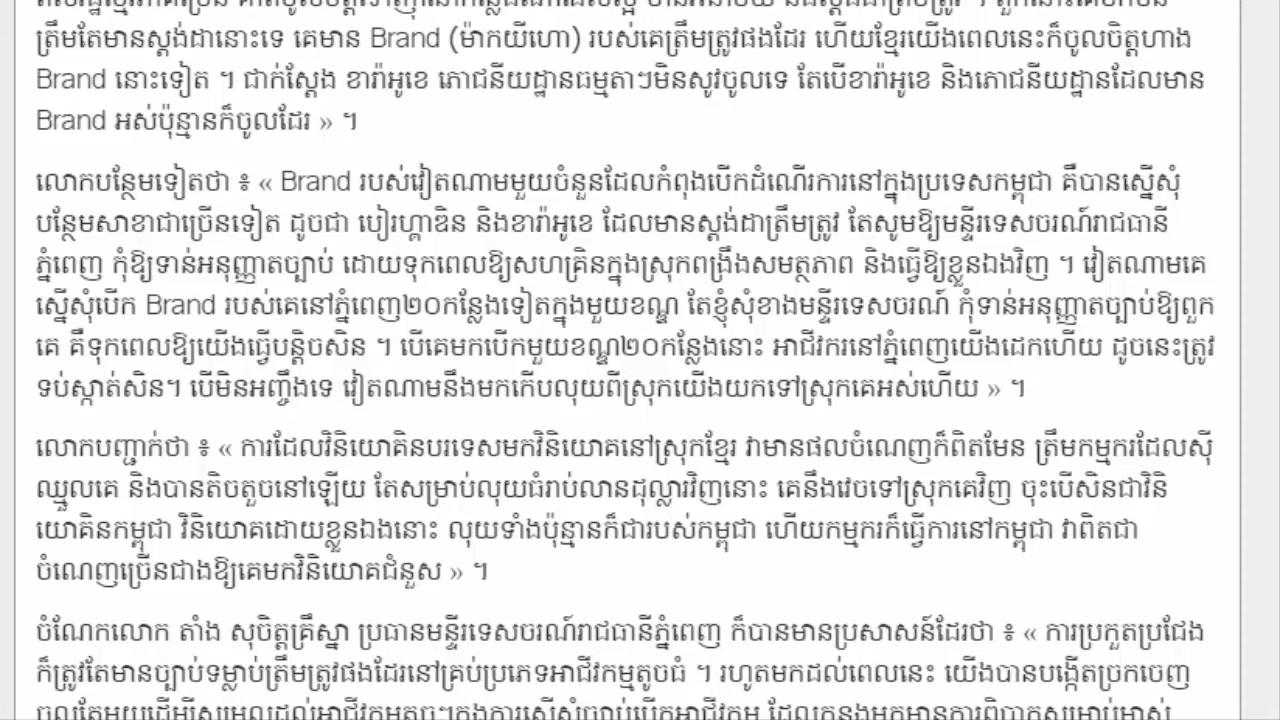 ត្រឹមតែមានស្តង់ដានោះទេ គេមាន Brand (ម៉ាកយីហោ) របស់គេត្រឹមត្រូវផងដែរ ហើយខ្មែរយើងពេលនេះក៏ចូលចិត្តហាង
Brand នោះទៀត ។ ជាក់ស្តែង ខារ៉ាអូខេ ភោជនីយដ្ឋានធម្មតាៗមិនសូវចូលទេ តែបើខារ៉ាអូខេ និងភោជនីយដ្ឋានដែលមាន
Brand អស់ប៉ុន្មានក៏ចូលដែរ » ។
លោកបន្ថែមទៀតថា ៖ « Brand របស់វៀតណាមមួយចំនួនដែលកំពុងបើកដំណើរការនៅក្នុងប្រទេសកម្ពុជា គឺបានស្នើសុំ
បន្ថែមសាខាជាច្រើនទៀត ដូចជា បៀរហ្គាឌិន និងខារ៉ាអូខេ ដែលមានស្តង់ដាត្រឹមត្រូវ តែសូមឱ្យមន្ទីរទេសចរណ៍រាជធានី
ភ្នំពេញ កុំឱ្យទាន់អនុញ្ញាតច្បាប់ ដោយទុកពេលឱ្យសហគ្រិនក្នុងស្រុកពង្រឹងសមត្ថភាព និងធ្វើឱ្យខ្លួនឯងវិញ ។ វៀតណាមគេ
ស្នើសុំបើក Brand របស់គេនៅភ្នំពេញ២០កន្លែងទៀតក្នុងមួយខណ្ឌ តែខ្ញុំសុំខាងមន្ទីរទេសចរណ៍ កុំទាន់អនុញ្ញាតច្បាប់ឱ្យពួក
គេ គឺទុកពេលឱ្យយើងធ្វើបន្តិចសិន ។ បើគេមកបើកមួយខណ្ឌ២០កន្លែងនោះ អាជីវករនៅភ្នំពេញយើងដេកហើយ ដូចនេះត្រូវ
ទប់ស្កាត់សិន។ បើមិនអញ្ចឹងទេ វៀតណាមនឹងមកកើបលុយពីស្រុកយើងយកទៅស្រុកគេអស់ហើយ » ។
លោកបញ្ជាក់ថា ៖ « ការដែលវិនិយោគិនបរទេសមកវិនិយោគនៅស្រុកខ្មែរ វាមានផលចំណេញក៏ពិតមែន ត្រឹមកម្មករដែលស៊ី
ឈ្នួលគេ និងបានតិចតួចនៅឡើយ តែសម្រាប់លុយធំរាប់លានដុល្លារវិញនោះ គេនឹងវេចទៅស្រុកគេវិញ ចុះបើសិនជាវិនិ
យោគិនកម្ពុជា វិនិយោគដោយខ្លួនឯងនោះ លុយទាំងប៉ុន្មានក៏ជារបស់កម្ពុជា ហើយកម្មករក៏ធ្វើការនៅកម្ពុជា វាពិតជា
ចំណេញច្រើនជាងឱ្យគេមកវិនិយោគជំនួស » ។
ចំណែកលោក តាំង សុចិត្តគ្រឹស្នា ប្រធានមន្ទីរទេសចរណ៍រាជធានីភ្នំពេញ ក៏បានមានប្រសាសន៍ដែរថា ៖ « ការប្រកួតប្រជែង
ក៏ត្រូវតែមានច្បាប់ទម្លាប់ត្រឹមត្រូវផងដែរនៅគ្រប់ប្រភេទអាជីវកម្មតូចធំ ។ រហូតមកដល់ពេលនេះ យើងបានបង្កើតច្រកចេញ